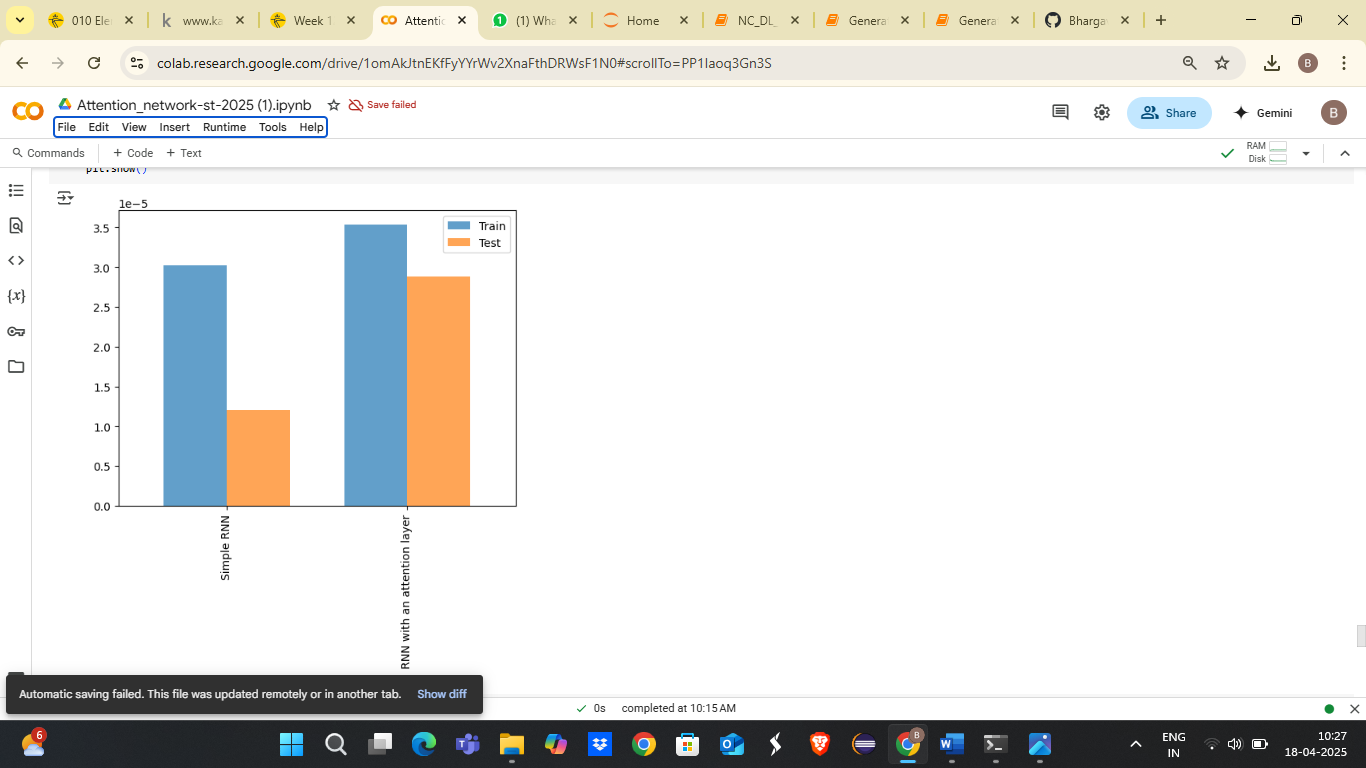 010 Ele
www.ka
Week 1
Attentic
(1) Wha
Home
NC_DL_
Genera
Genera
Bharga
colab.research.google.com/drive/1omAkJtnEKfFyYYrWv2XnaFthDRWsF1N0#scrollTo=PP1Iaoq3Gn3S
B
Attention_network-st-2025 (1).ipynb
Save failed
File Edit View Insert Runtime Tools Help
Share
Gemini
B
Commands
+ Code + Text
RAM
Disk
plt.show()
1e−5
3.5
3.0
2.5
2.0
1.5
1.0
0.5
0.0
Train
Test
Simple RNN
RNN with an attention layer
Automatic saving failed. This file was updated remotely or in another tab. Show diff
0s completed at 10:15 AM
6
ENG
IN
10:27
18-04-2025